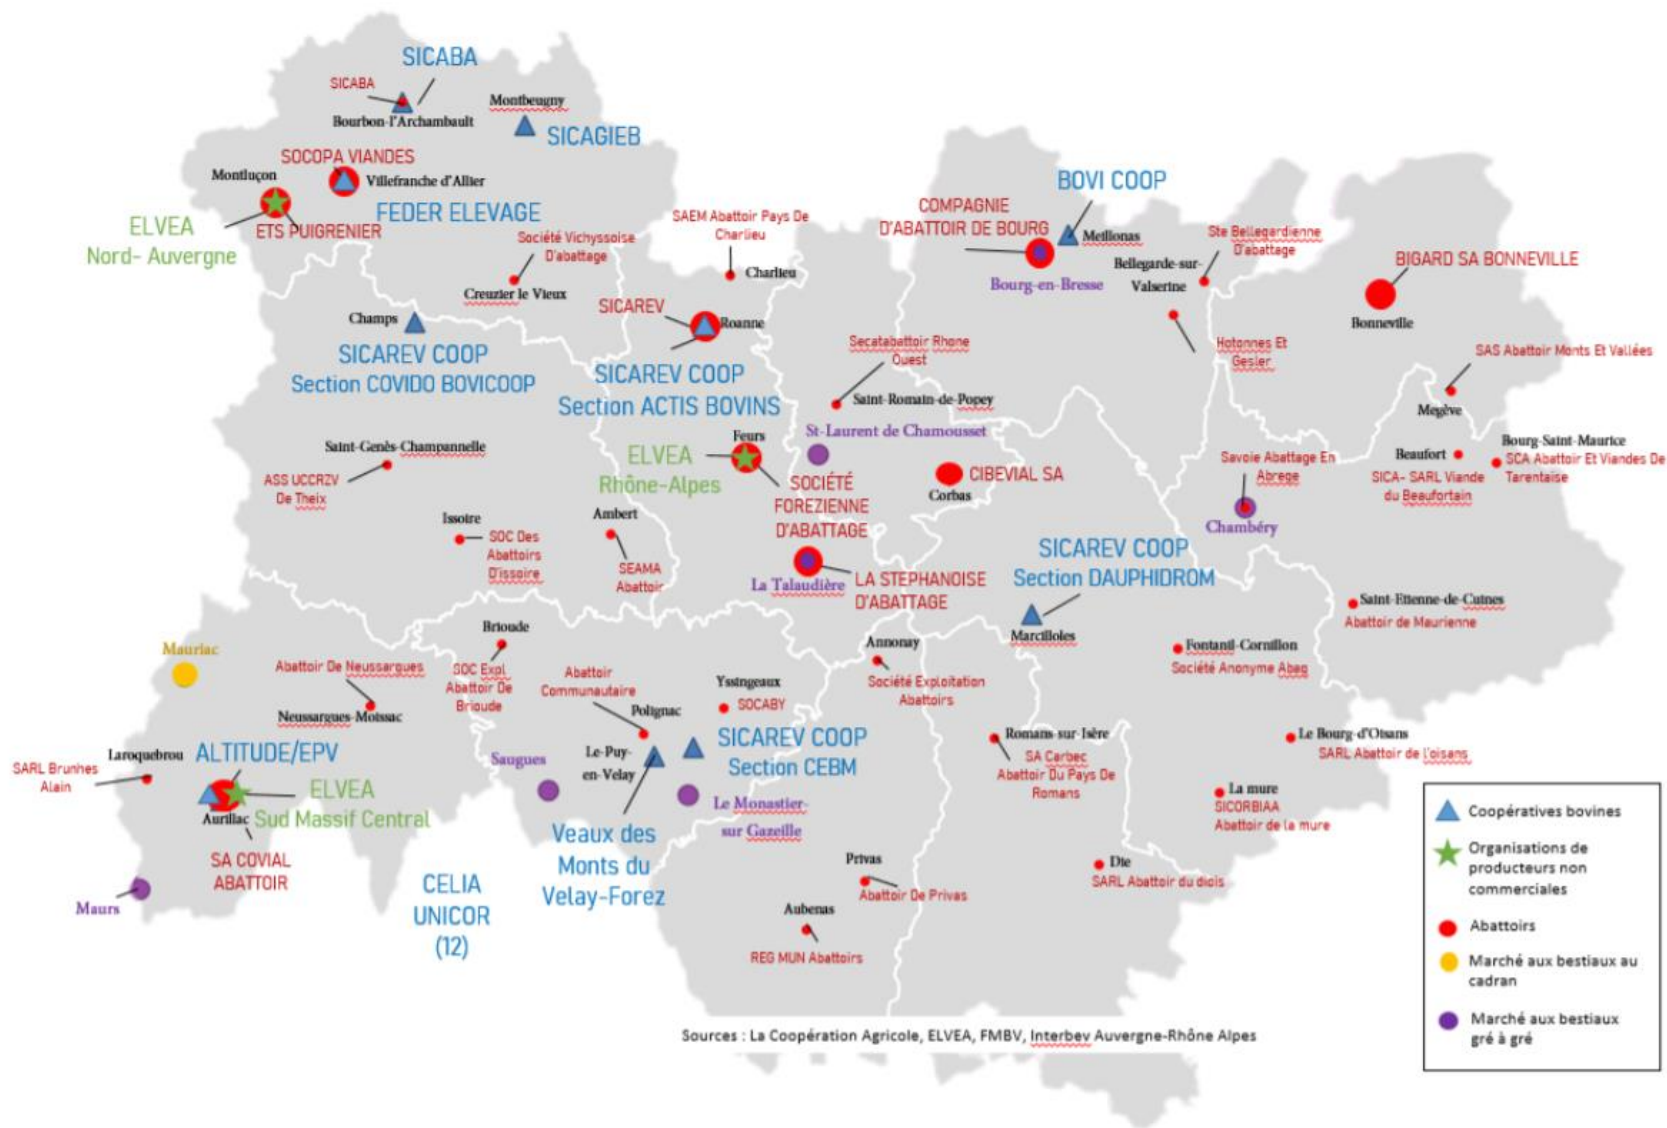 SICABA
SICABA
Bourbon-l'Archambault
Montbeugny
SICAGIEB
SOCOPA VIANDES
Montluçon
Villefranche d'Allier
FEDER ELEVAGE
ETS PUIGRENIER
ELVEA
Nord- Auvergne
Société Vichyssoise
D'abattage
Creuzier le Vieux
SAEM Abattoir Pays De
Charlieu
Charlieu
SICAREV
Roanne
Champs
SICAREV COOP
Section COVIDO BOVICOOP
SICAREV COOP
Section ACTIS BOVINS
BOVI COOP
COMPAGNIE
D'ABATTOIR DE BOURG
Meillonas
Bourg-en-Bresse
Bellegarde-sur-
Valserine
Ste Bellegardienne
D'abattage
Hotonnes Et
Gesler
BIGARD SA BONNEVILLE
Bonneville
SAS Abattoir Monts Et Vallées
Megève
Secatabattoir Rhone
Ouest
Saint-Romain-de-Popey
St-Laurent de Chamousset
Feurs
ELVEA
Rhône-Alpes
SOCIÉTÉ
FOREZIENNE
D'ABATTAGE
CIBEVIAL SA
Corbas
Saint-Genès-Champannelle
ASS UCCRZV
De Theix
Issoire
SOC Des
Abattoirs
D'issoire
Ambert
SEAMA
Abattoir
La Talaudière
LA STEPHANOISE
D'ABATTAGE
Savoie Abattage En
Abrege
Chambéry
Beaufort
SICA- SARL Viande
du Beaufortain
Bourg-Saint-Maurice
SCA Abattoir Et Viandes De
Tarentaise
SICAREV COOP
Section DAUPHIDROM
Marcilloles
Saint-Etienne-de-Cuines
Abattoir de Maurienne
Fontanil-Cornillon
Société Anonyme Abag
Mauriac
Abattoir De Neussargues
Neussargues-Moissac
Brioude
SOC Expl
Abattoir De
Brioude
Abattoir
Communautaire
Polignac
Yssingeaux
SOCABY
Annonay
Société Exploitation
Abattoirs
Romans-sur-Isère
SA Carbec
Abattoir Du Pays De
Romans
Le Bourg-d'Oisans
SARL Abattoir de l'oisans
Laroquebrou
SARL Brunhes
Alain
ALTITUDE/EPV
ELVEA
Sud Massif Central
Aurillac
SA COVIAL
ABATTOIR
Maurs
Saugues
Le-Puy-
en-Velay
SICAREV COOP
Section CEBM
Le Monastier-
sur Gazeille
Veaux des
Monts du
Velay-Forez
CELIA
UNICOR
(12)
La mure
SICORBIAA
Abattoir de la mure
Die
SARL Abattoir du diois
Privas
Abattoir De Privas
Aubenas
REG MUN Abattoirs
Coopératives bovines
Organisations de
producteurs non
commerciales
Abattoirs
Marché aux bestiaux au
cadran
Marché aux bestiaux
gré à gré
Sources : La Coopération Agricole, ELVEA, FMBV, Interbev Auvergne-Rhône Alpes